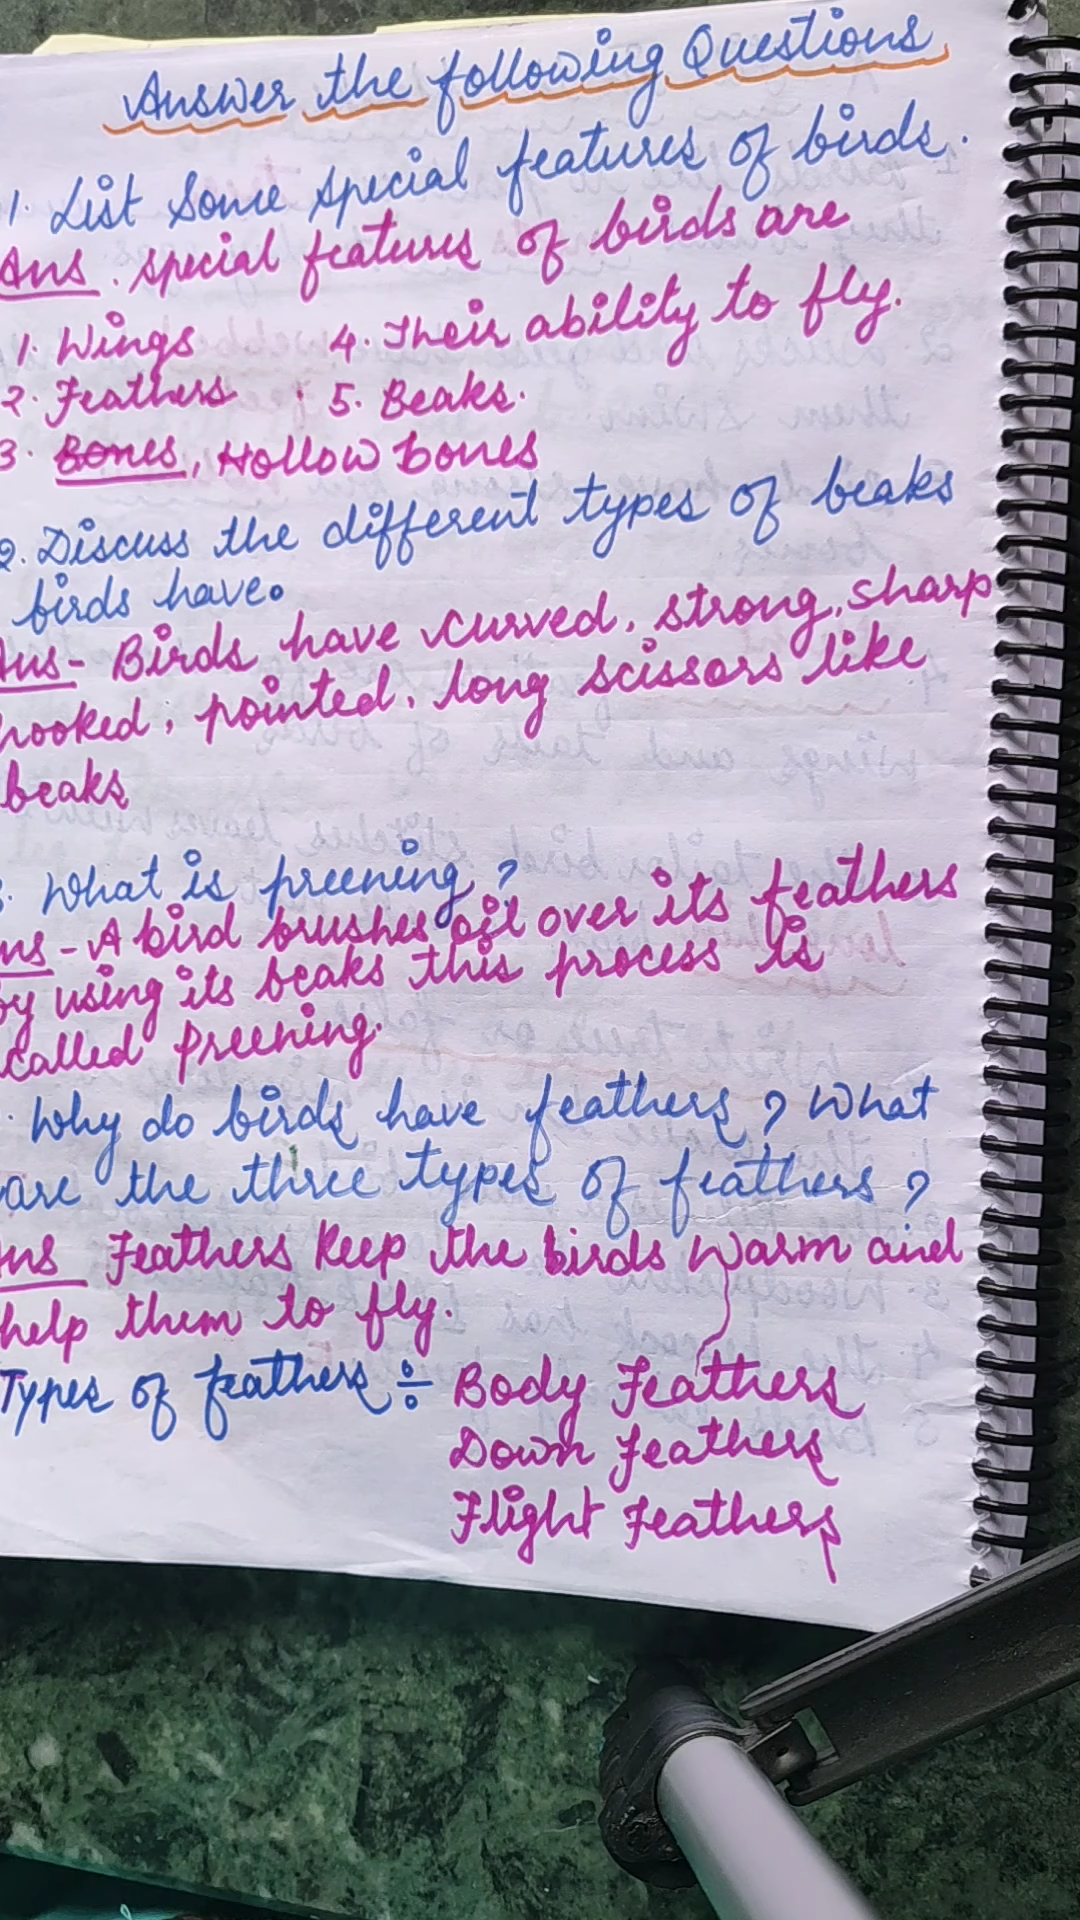 Answer the following Questions
1. List Some special features of birds.
Ans. special features of birds are
1. Wings 4. Their ability to fly.
2. Feathers 5. Beaks.
3. Bones, Hollow bones
2. Discuss the different types of beaks
birds have.
Ans- Birds have curved, strong, sharp
hooked, pointed, long scissors like
beaks
3. What is preening?
Ans - A bird brushes oil over its feathers
by using its beaks this process is
called preening.
. Why do birds have feathers? What
are the three types of feathers?
Ans Feathers keep the birds warm and
help them to fly.
Types of feathers ÷ Body Feathers
Down Feathers
Flight Feathers